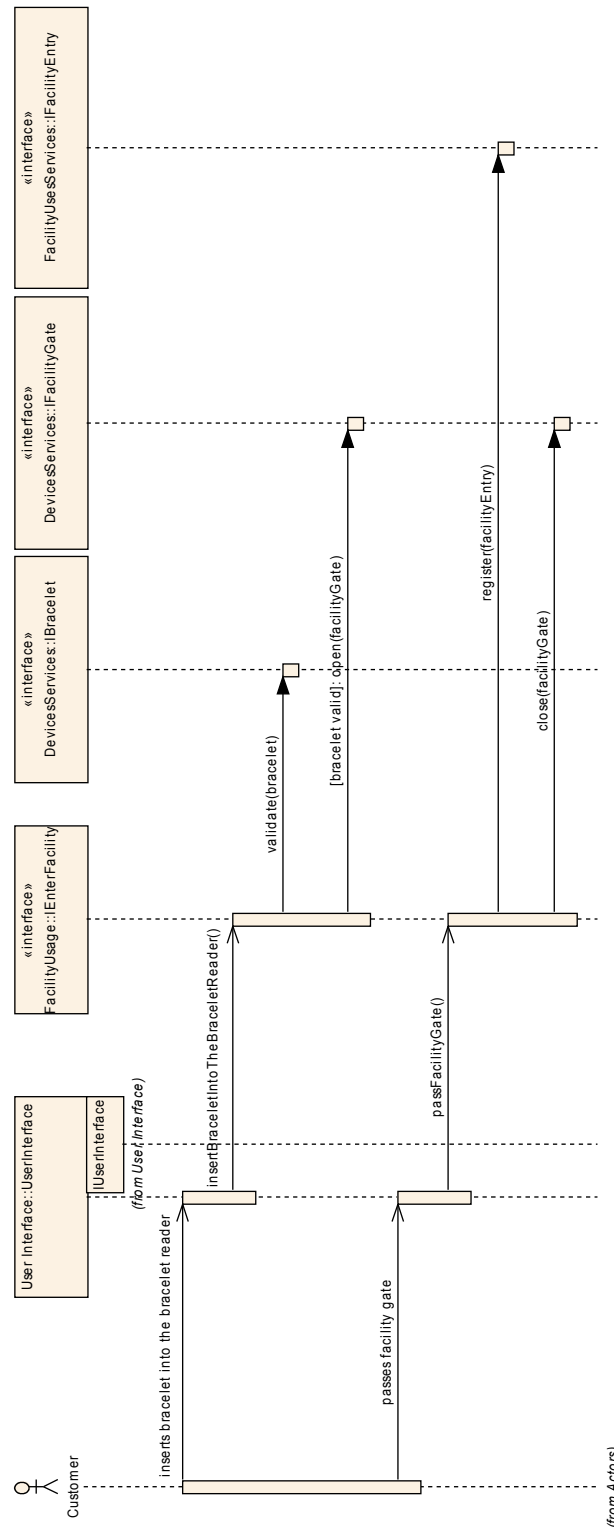 Customer
(from Actors)
User Interface::UserInterface
IUserInterface
(from User Interface)
«interface»
FacilityUsage::IEnterFacility
«interface»
DevicesServices::IBracelet
«interface»
DevicesServices::IFacilityGate
«interface»
FacilityUsesServices::IFacilityEntry
inserts bracelet into the bracelet reader
insertBraceletIntoTheBraceletReader()
validate(bracelet)
[bracelet valid]: open(facilityGate)
passes facility gate
passFacilityGate()
register(facilityEntry)
close(facilityGate)